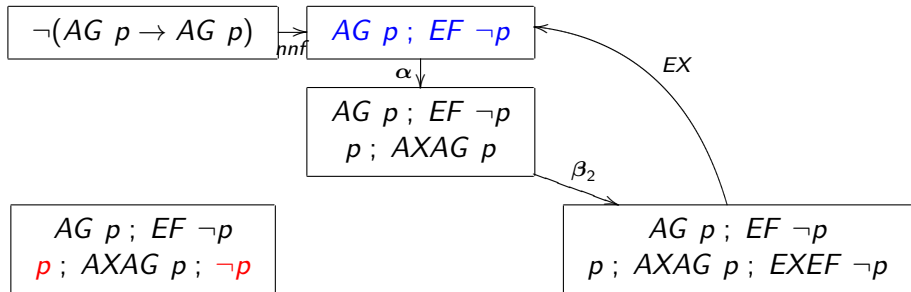 ¬(AG p → AG p)
nnf
AG p ; EF ¬p
EX
α
AG p ; EF ¬p
p ; AXAG p
β₂
AG p ; EF ¬p
p ; AXAG p ; ¬p
AG p ; EF ¬p
p ; AXAG p ; EXEF ¬p